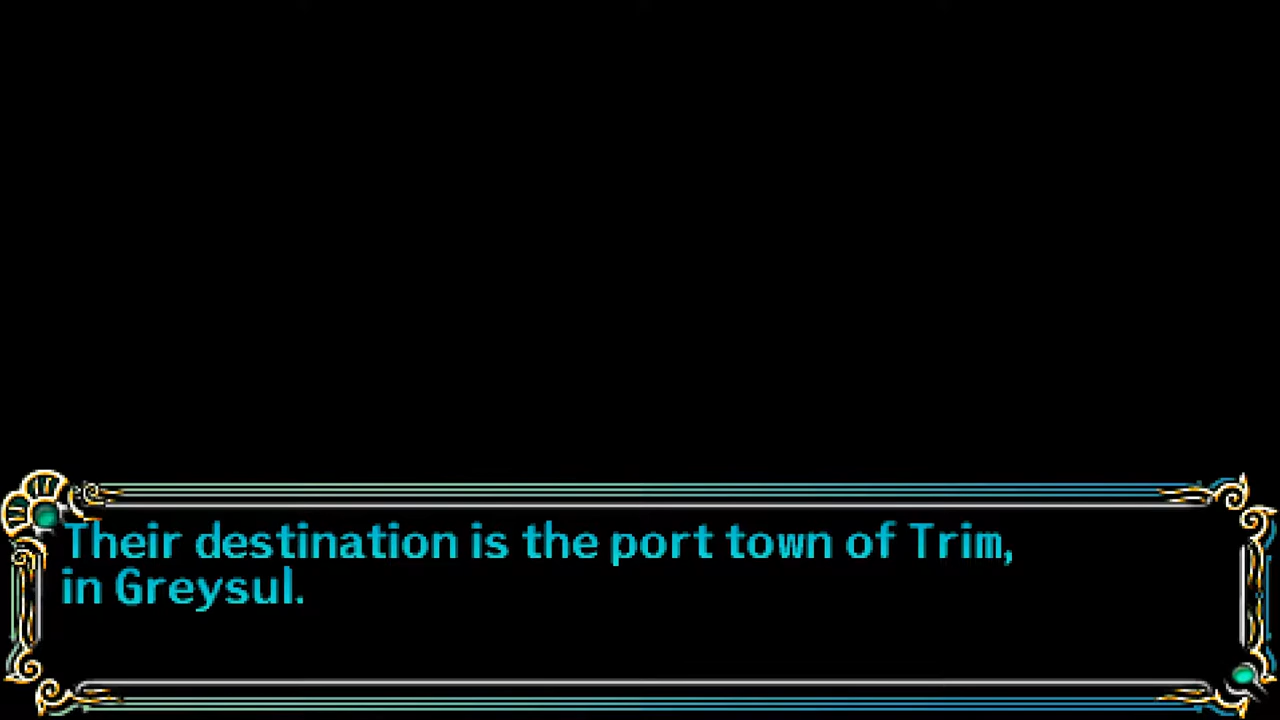 Their destination is the port town of Trim,
in Greysul.